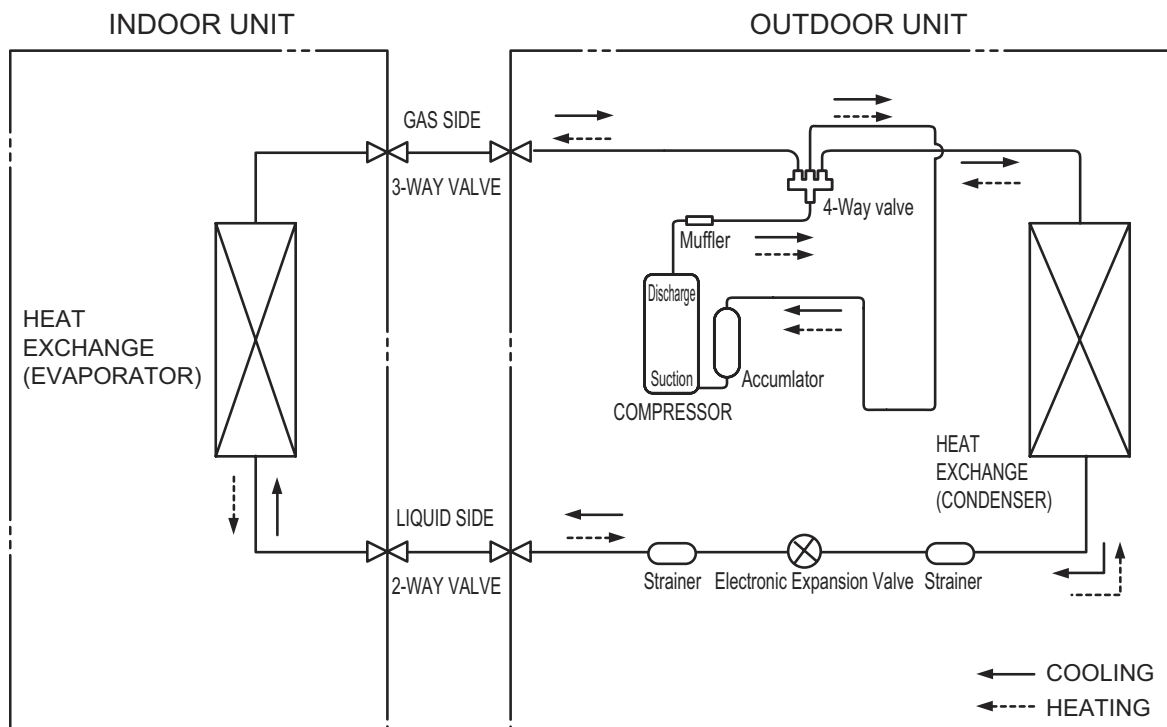 INDOOR UNIT
OUTDOOR UNIT
GAS SIDE
3-WAY VALVE
4-Way valve
Muffler
Discharge
Suction
COMPRESSOR
Accumlator
HEAT
EXCHANGE
(EVAPORATOR)
HEAT
EXCHANGE
(CONDENSER)
LIQUID SIDE
2-WAY VALVE
Strainer
Electronic Expansion Valve
Strainer
COOLING
HEATING